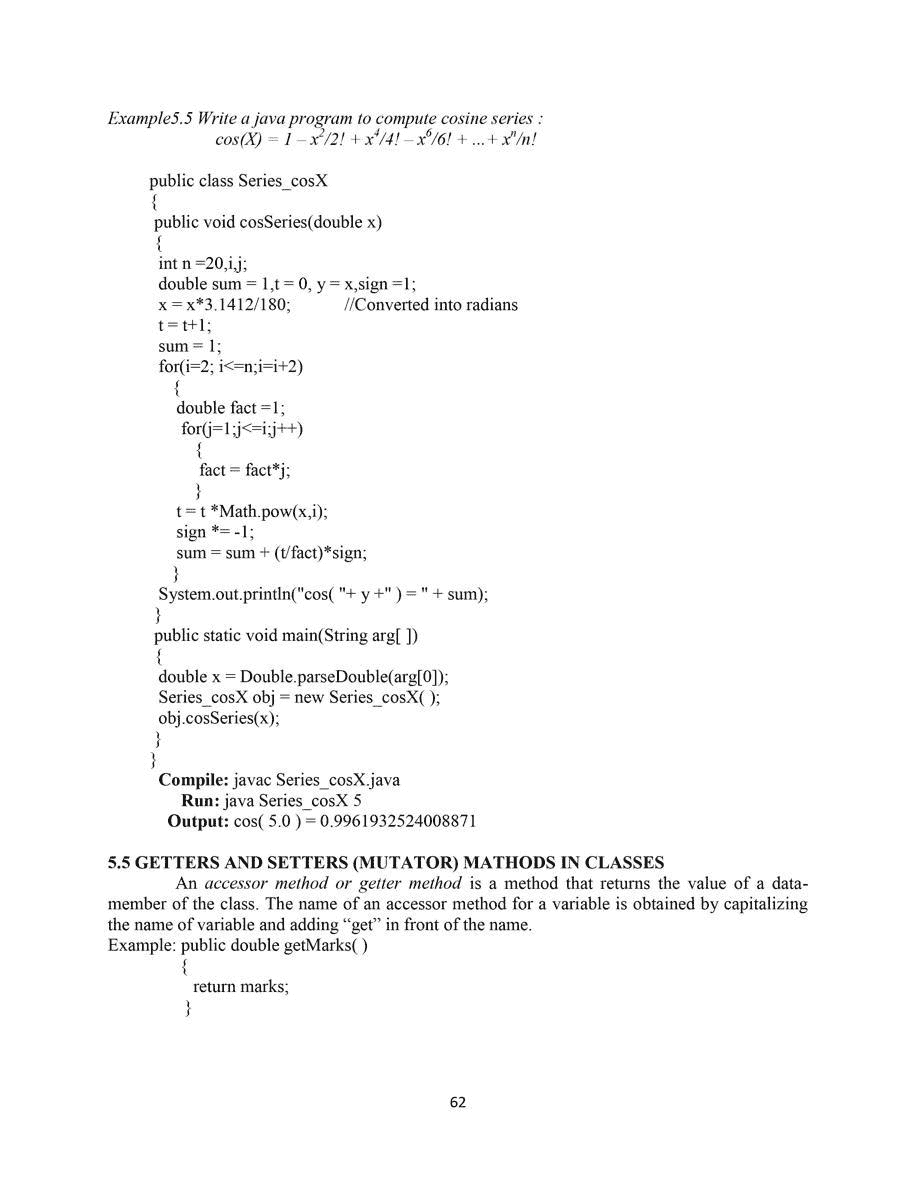 Example5.5 Write a java program to compute cosine series :
cos(X) = 1 – x²/2! + x⁴/4! – x⁶/6! + ...+ xⁿ/n!
public class Series_cosX
{
public void cosSeries(double x)
{
int n =20,i,j;
double sum = 1,t = 0, y = x,sign =1;
x = x*3.1412/180; //Converted into radians
t = t+1;
sum = 1;
for(i=2; i<=n;i=i+2)
{
double fact =1;
for(j=1;j<=i;j++)
{
fact = fact*j;
}
t = t *Math.pow(x,i);
sign *= -1;
sum = sum + (t/fact)*sign;
}
System.out.println("cos( "+ y +" ) = " + sum);
}
public static void main(String arg[ ])
{
double x = Double.parseDouble(arg[0]);
Series_cosX obj = new Series_cosX( );
obj.cosSeries(x);
}
}
Compile: javac Series_cosX.java
Run: java Series_cosX 5
Output: cos( 5.0 ) = 0.9961932524008871
5.5 GETTERS AND SETTERS (MUTATOR) MATHODS IN CLASSES
An accessor method or getter method is a method that returns the value of a data-
member of the class. The name of an accessor method for a variable is obtained by capitalizing
the name of variable and adding “get” in front of the name.
Example: public double getMarks( )
{
return marks;
}
62